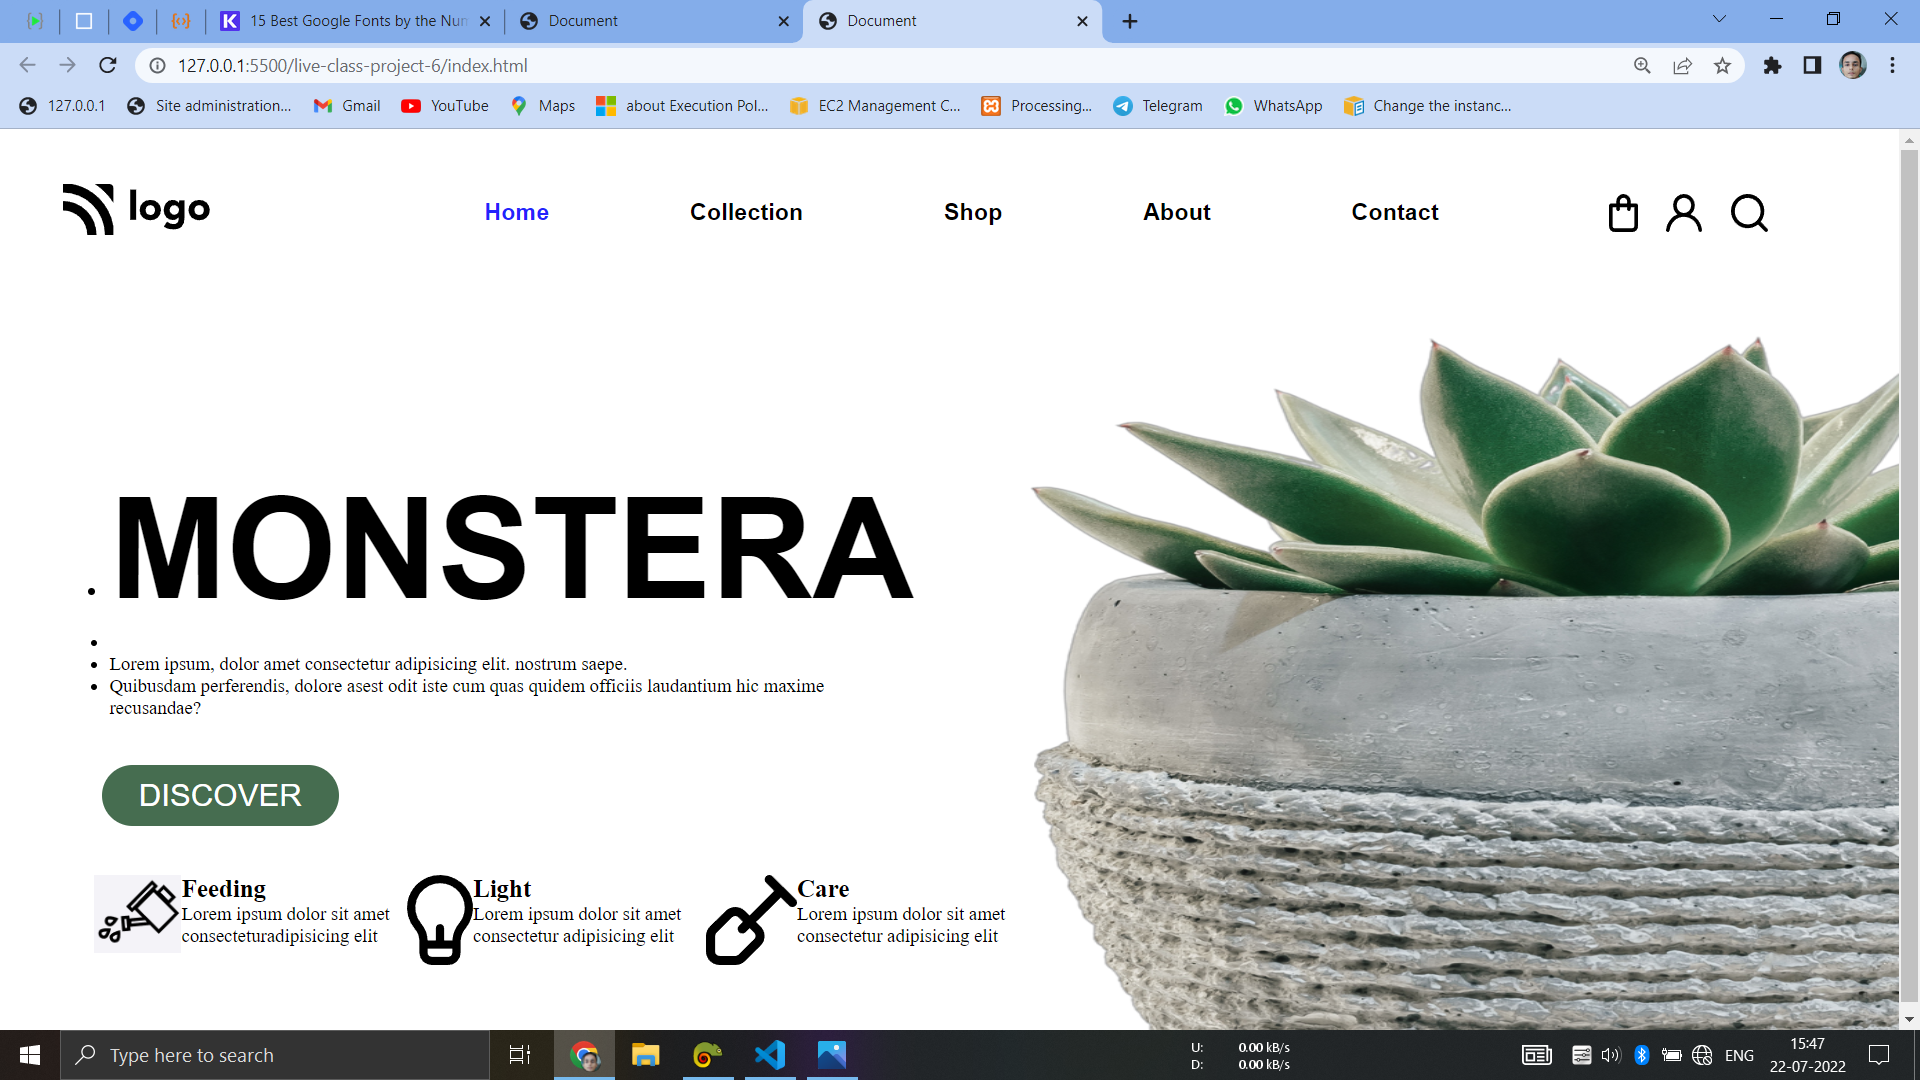 15 Best Google Fonts by the Num
Document
Document
127.0.0.1:5500/live-class-project-6/index.html
127.0.0.1
Site administration...
Gmail
YouTube
Maps
about Execution Pol...
EC2 Management C...
Processing...
Telegram
WhatsApp
Change the instanc...
logo
Home
Collection
Shop
About
Contact
MONSTERA
Lorem ipsum, dolor amet consectetur adipisicing elit. nostrum saepe.
Quibusdam perferendis, dolore asest odit iste cum quas quidem officiis laudantium hic maxime
recusandae?
DISCOVER
Feeding
Lorem ipsum dolor sit amet
consecteturadipisicing elit
Light
Lorem ipsum dolor sit amet
consectetur adipisicing elit
Care
Lorem ipsum dolor sit amet
consectetur adipisicing elit
Type here to search
U: 0.00 kB/s
D: 0.00 kB/s
ENG
15:47
22-07-2022